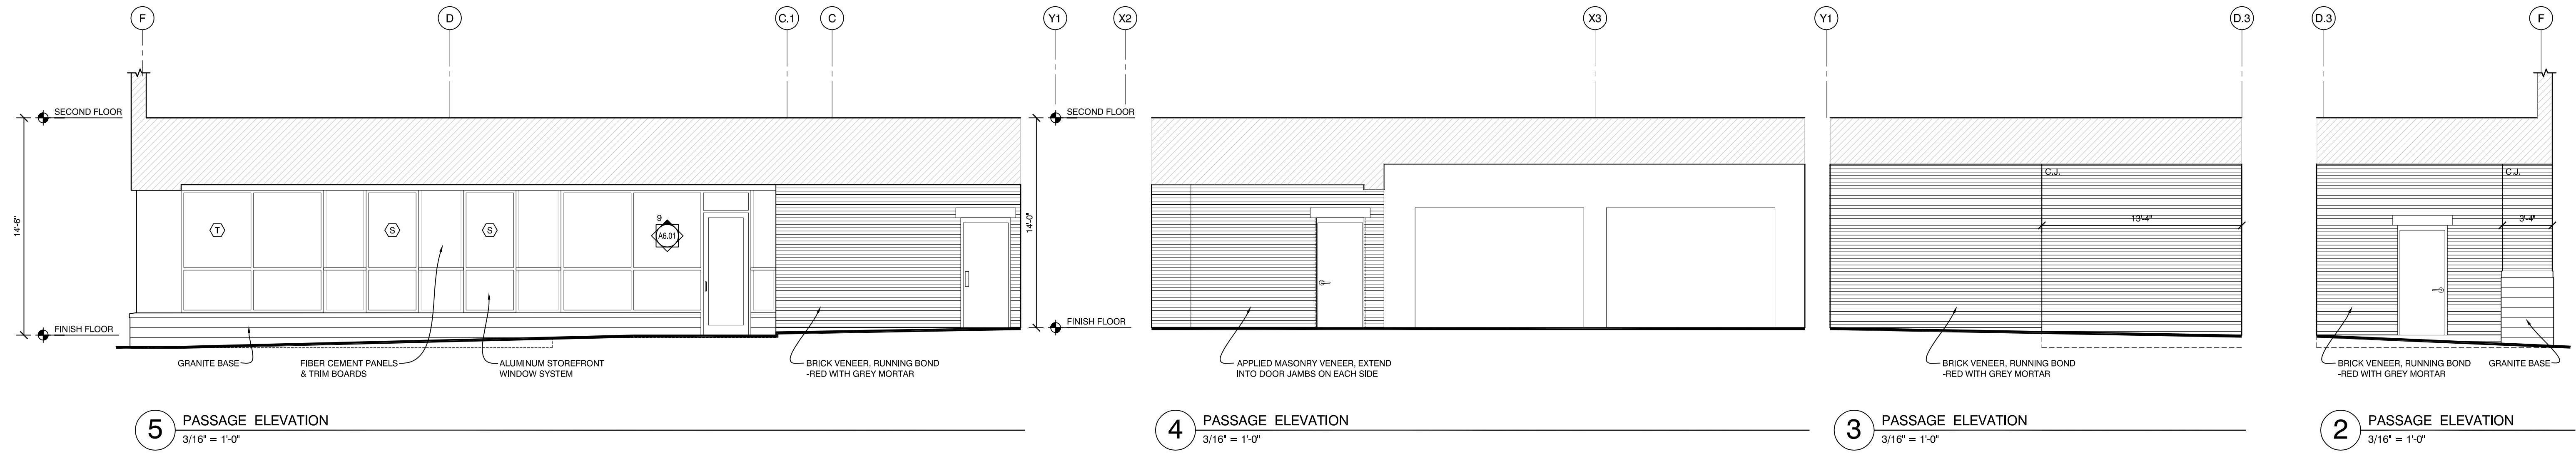 F
D
C.1
C
Y1
X2
X3
Y1
D.3
D.3
F
SECOND FLOOR
SECOND FLOOR
C.J.
C.J.
14'-6"
T
S
S
9
A6.01
14'-0"
13'-4"
3'-4"
FINISH FLOOR
FINISH FLOOR
GRANITE BASE
FIBER CEMENT PANELS
& TRIM BOARDS
ALUMINUM STOREFRONT
WINDOW SYSTEM
BRICK VENEER, RUNNING BOND
-RED WITH GREY MORTAR
APPLIED MASONRY VENEER, EXTEND
INTO DOOR JAMBS ON EACH SIDE
BRICK VENEER, RUNNING BOND
-RED WITH GREY MORTAR
BRICK VENEER, RUNNING BOND
-RED WITH GREY MORTAR
GRANITE BASE
5
PASSAGE ELEVATION
3/16" = 1'-0"
4
PASSAGE ELEVATION
3/16" = 1'-0"
3
PASSAGE ELEVATION
3/16" = 1'-0"
2
PASSAGE ELEVATION
3/16" = 1'-0"